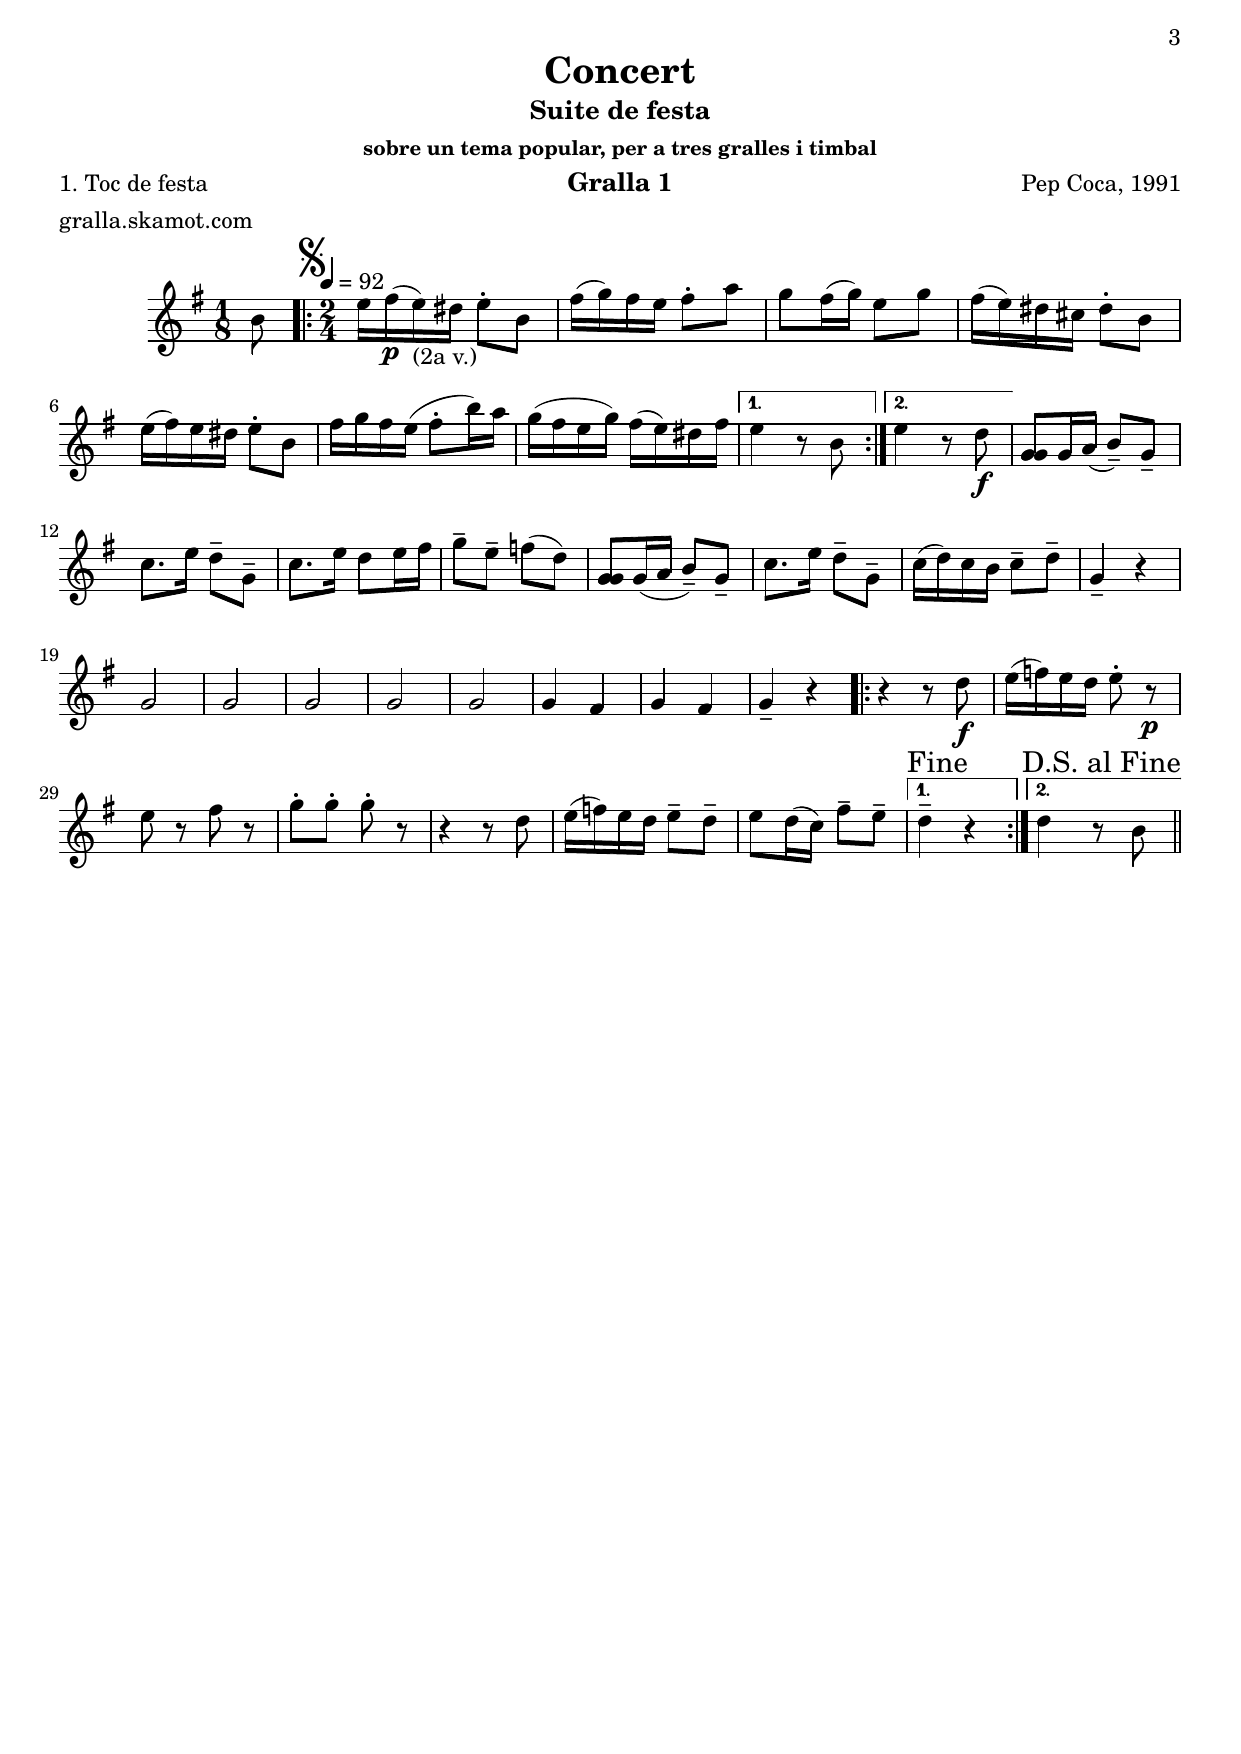 3
Concert
Suite de festa
sobre un tema popular, per a tres gralles i timbal
1. Toc de festa Gralla 1 Pep Coca, 1991
gralla.skamot.com
= 92
1 8 2 4
p (2a v.)
6 1. 2.
f
12
19
f p
Fine D.S. al Fine
29 1. 2.